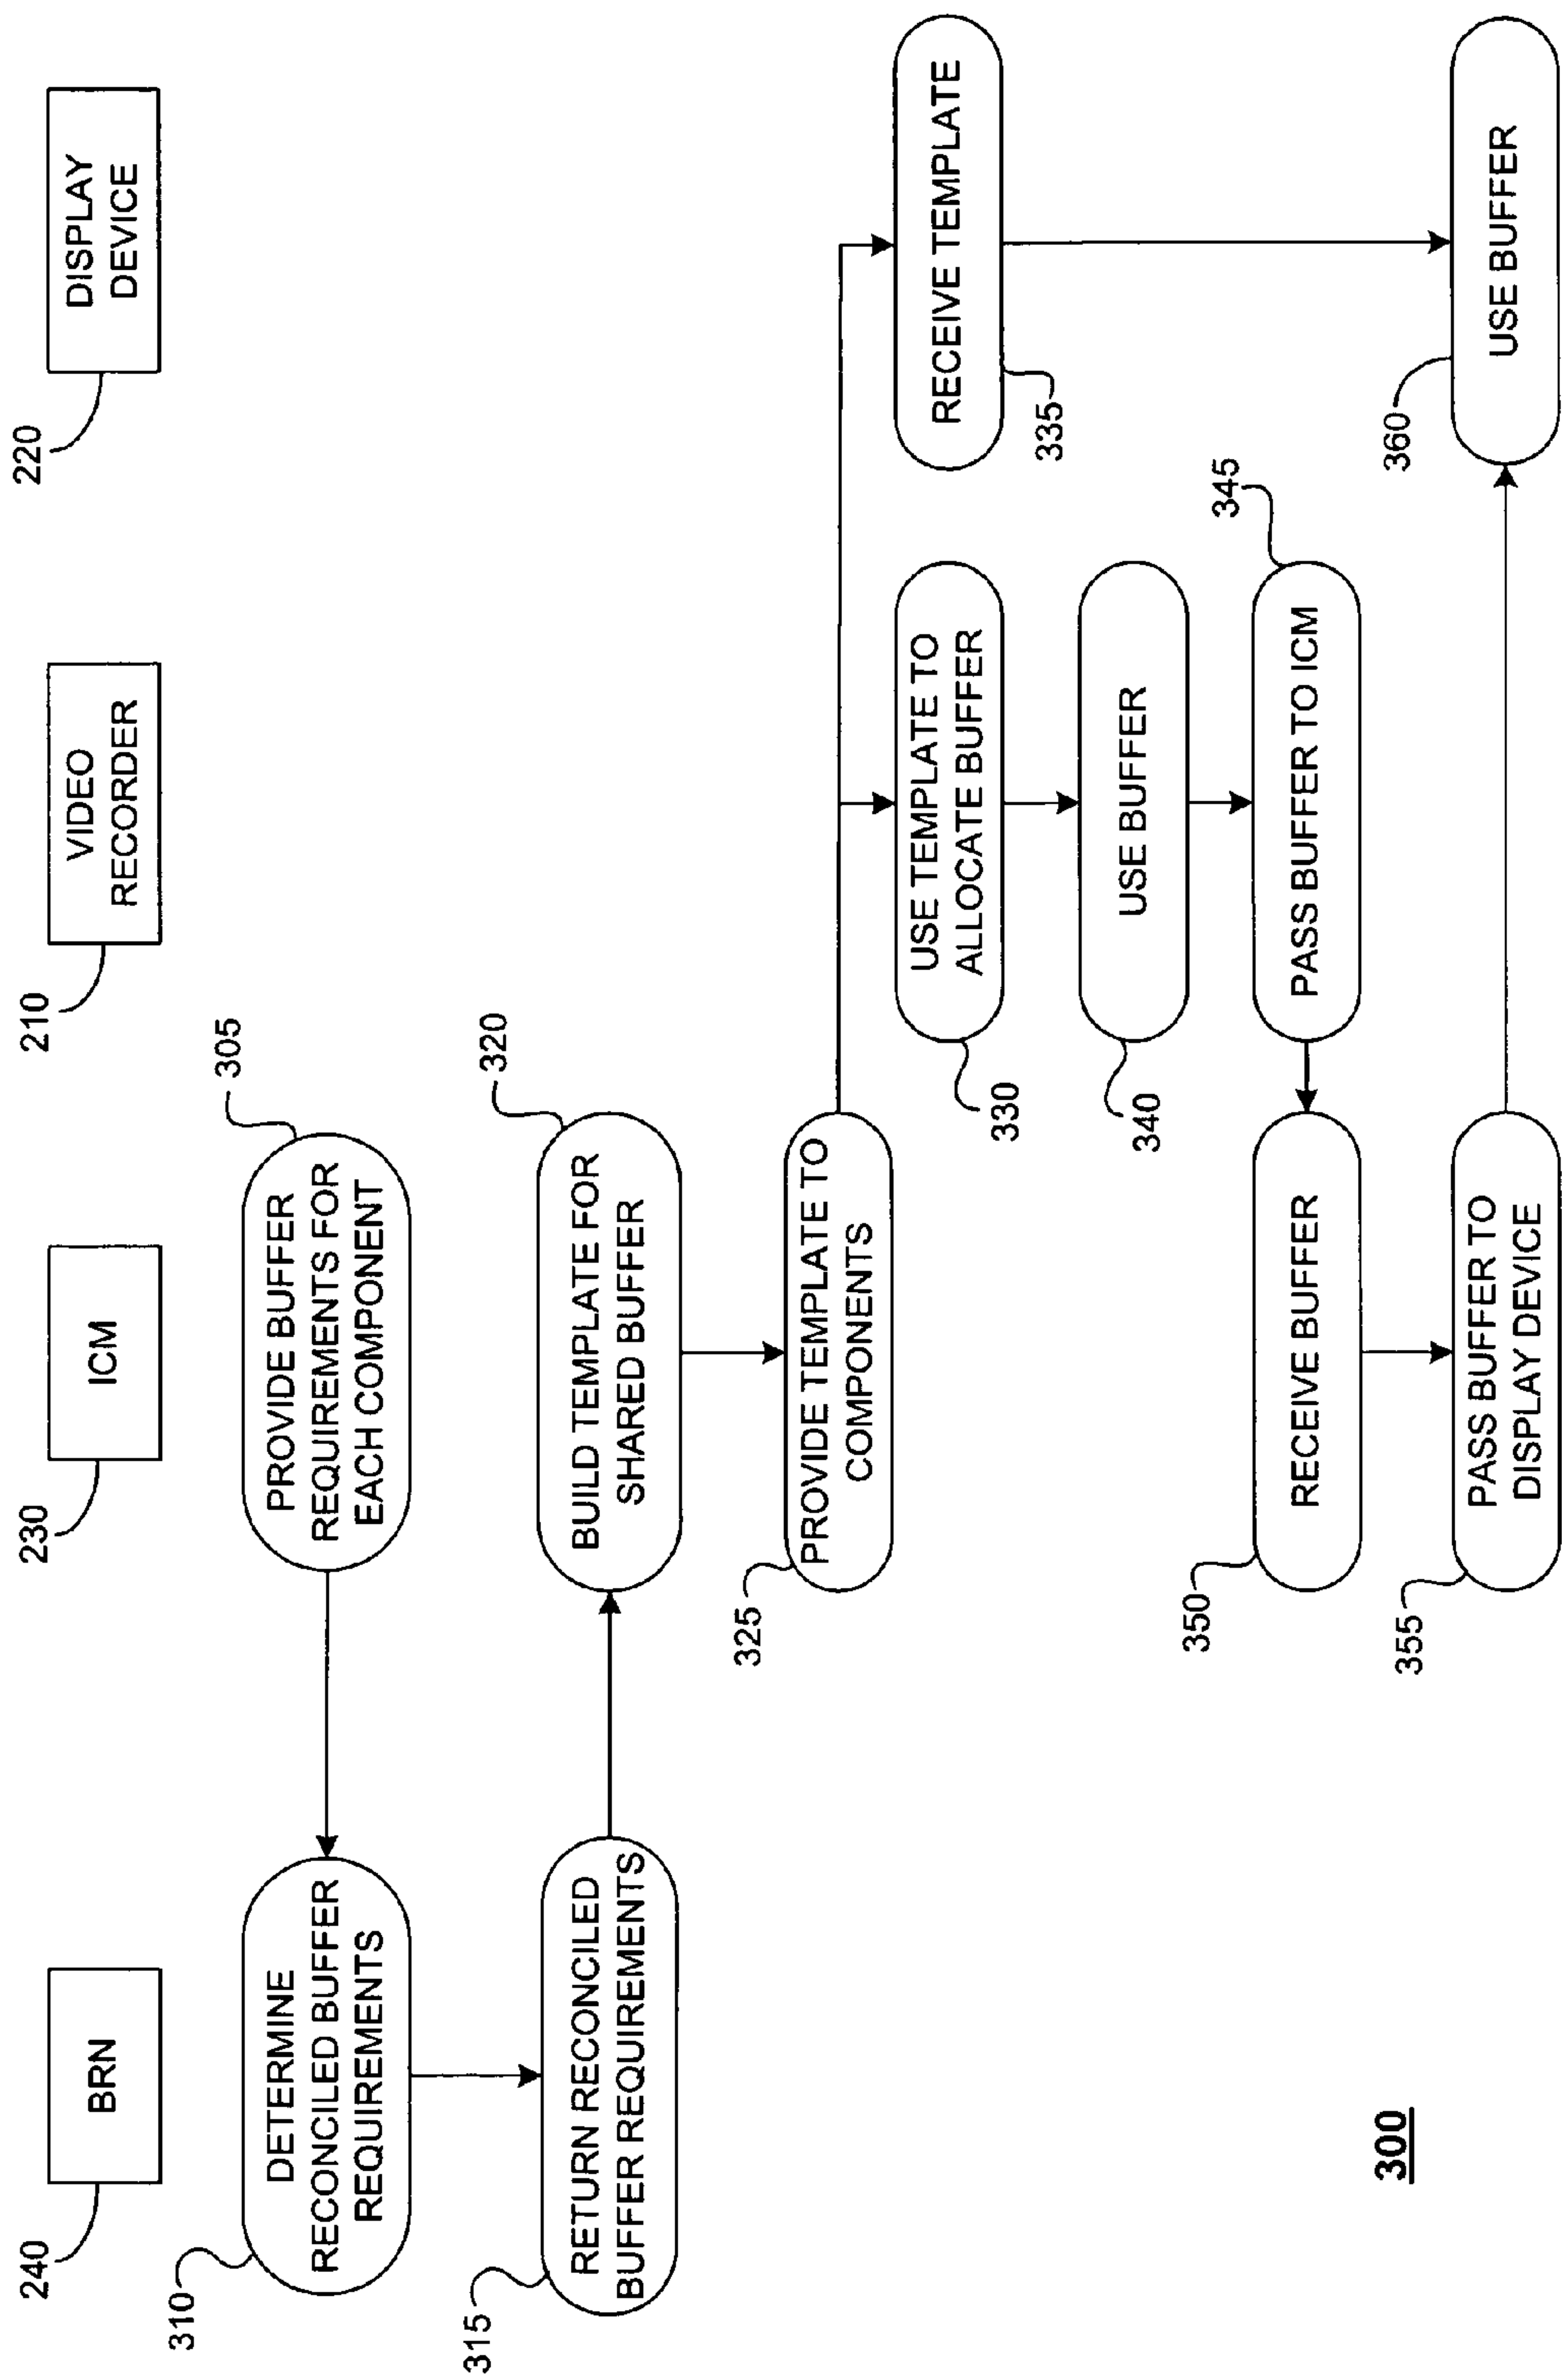 240
BRN
230
ICM
210
VIDEO
RECORDER
220
DISPLAY
DEVICE
305
PROVIDE BUFFER
REQUIREMENTS FOR
EACH COMPONENT
310
DETERMINE
RECONCILED BUFFER
REQUIREMENTS
315
RETURN RECONCILED
BUFFER REQUIREMENTS
320
BUILD TEMPLATE FOR
SHARED BUFFER
325
PROVIDE TEMPLATE TO
COMPONENTS
330
USE TEMPLATE TO
ALLOCATE BUFFER
RECEIVE TEMPLATE
335
340
USE BUFFER
345
PASS BUFFER TO ICM
350
RECEIVE BUFFER
355
PASS BUFFER TO
DISPLAY DEVICE
360
USE BUFFER
300